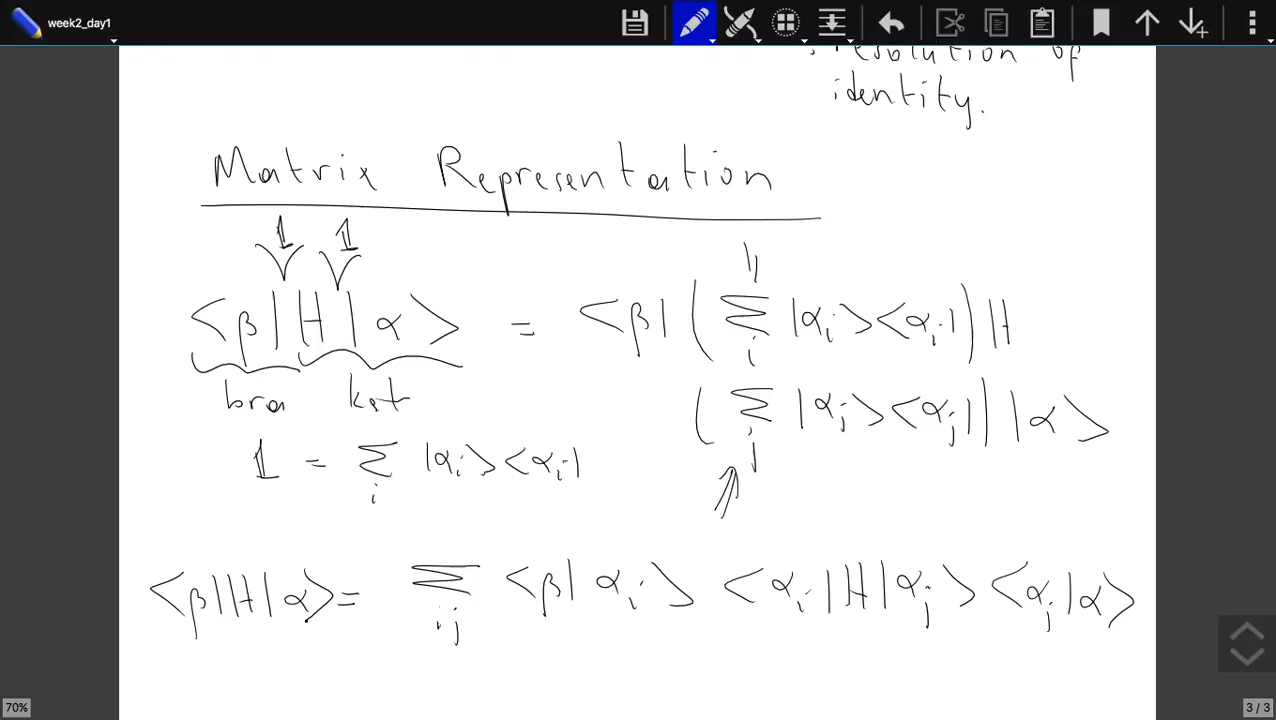 week2_day1
resolution of
identity.
Matrix Representation
1 1
<β|H|α> = <β| ( Σ_i |α_i><α_i| ) H
bra ket
( Σ_j |α_j><α_j| ) |α>
1 = Σ_i |α_i><α_i|
<β|H|α> = Σ_ij <β|α_i> <α_i|H|α_j> <α_j|α>
70%
3 / 3